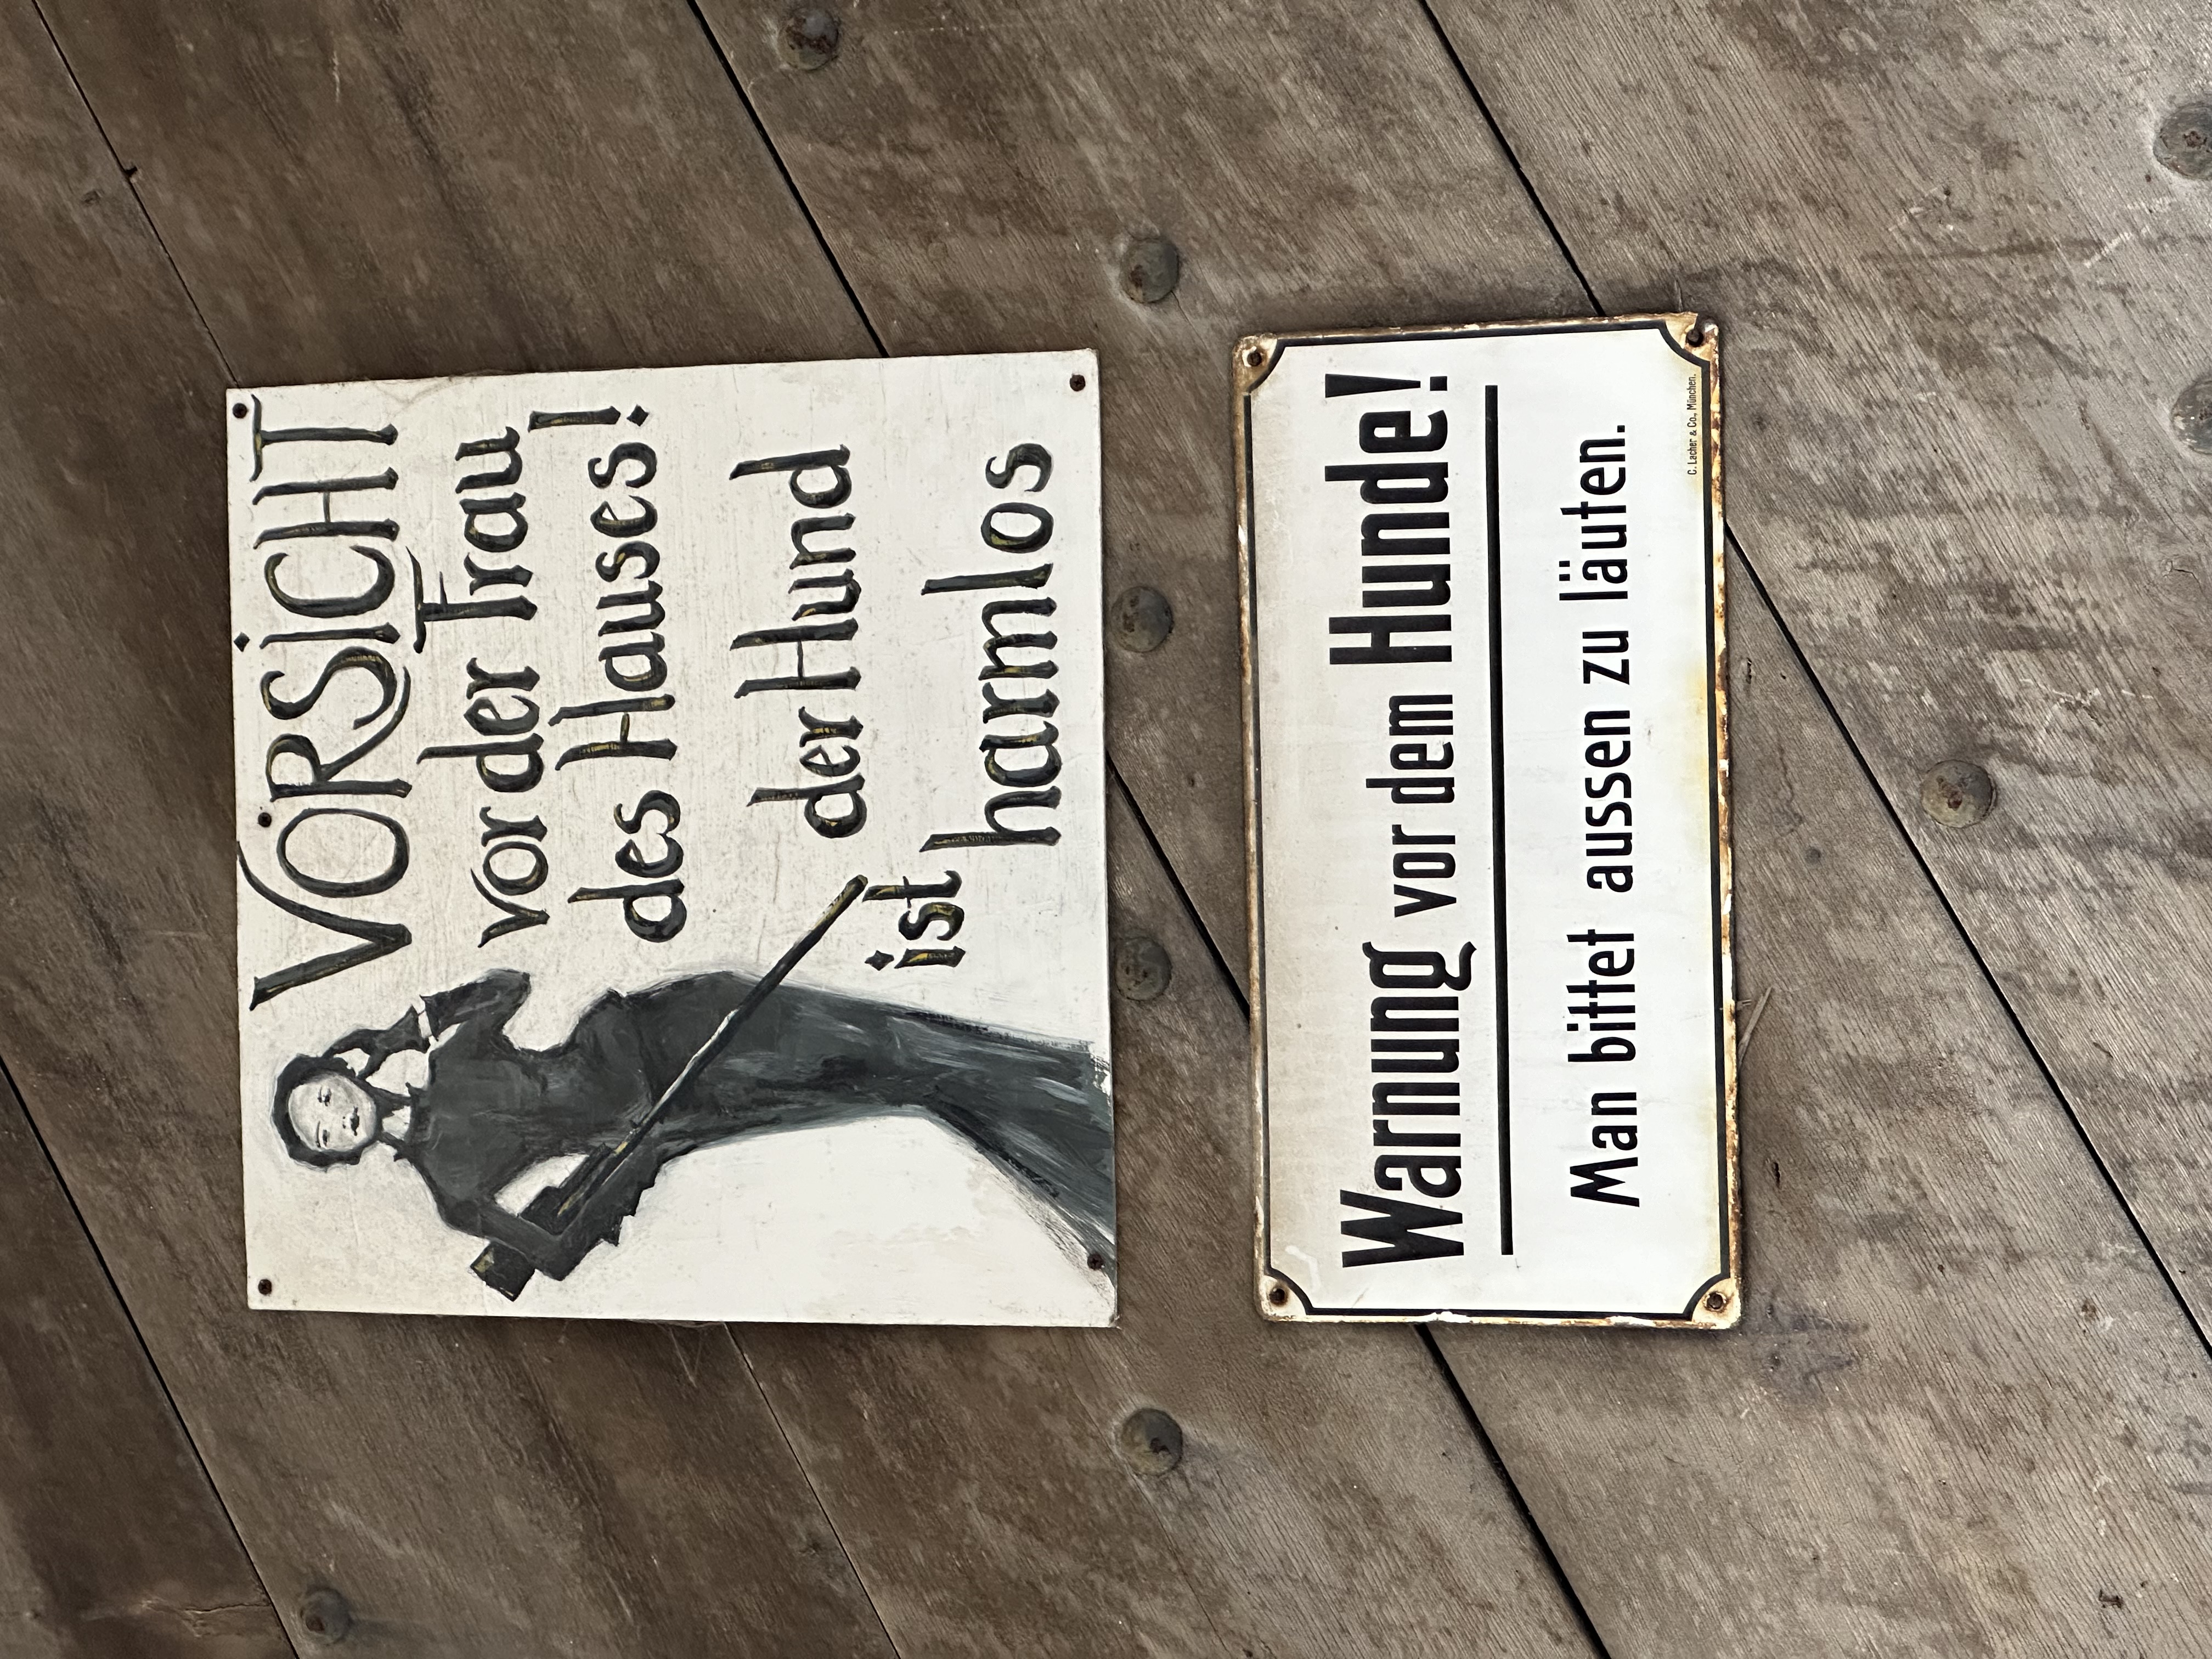 VORSiCHT
vor der Frau
des Hauses!
der Hund
ist
harmlos
Warnung vor dem Hunde!
Man bittet aussen zu läuten.
C. Lacher & Co., München.